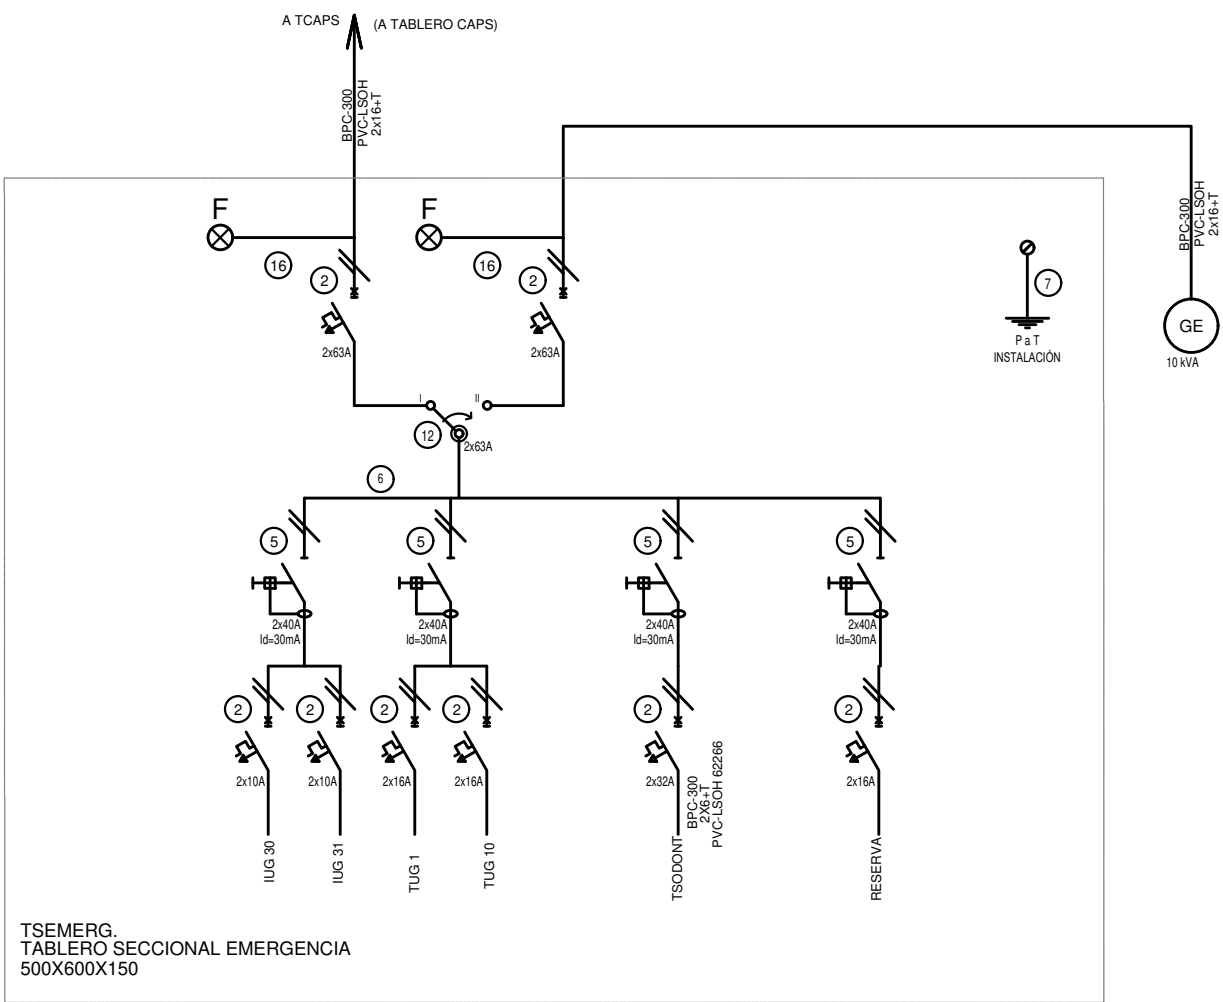 A TCAPS
(A TABLERO CAPS)
BPC-300
PVC-LSOH
2x16+T
F
F
BPC-300
PVC-LSOH
2x16+T
16
2
16
2
7
GE
10 kVA
P a T
INSTALACIÓN
2x63A
2x63A
I
II
12
2x63A
6
5
5
5
5
2x40A
Id=30mA
2x40A
Id=30mA
2x40A
Id=30mA
2x40A
Id=30mA
2
2
2
2
2
2
2x10A
2x10A
2x16A
2x16A
2x32A
2x16A
BPC-300
2X6+T
PVC-LSOH 62266
IUG 30
IUG 31
TUG 1
TUG 10
TSODONT
RESERVA
TSEMERG.
TABLERO SECCIONAL EMERGENCIA
500X600X150